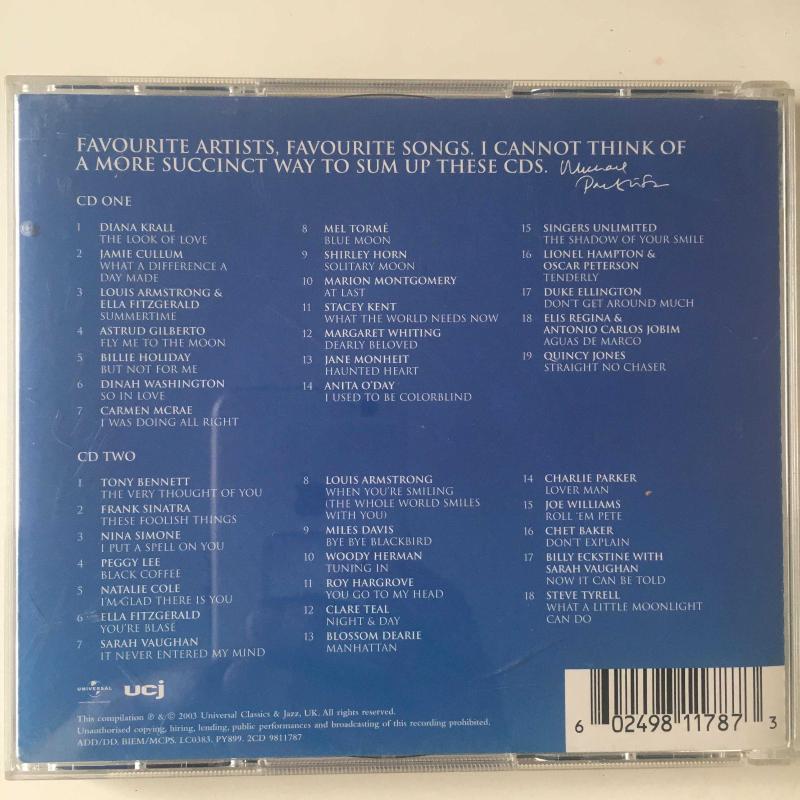 FAVOURITE ARTISTS, FAVOURITE SONGS. I CANNOT THINK OF
A MORE SUCCINCT WAY TO SUM UP THESE CDS. Michael
Parkinson
CD ONE
1 DIANA KRALL
THE LOOK OF LOVE
2 JAMIE CULLUM
WHAT A DIFFERENCE A
DAY MADE
3 LOUIS ARMSTRONG &
ELLA FITZGERALD
SUMMERTIME
4 ASTRUD GILBERTO
FLY ME TO THE MOON
5 BILLIE HOLIDAY
BUT NOT FOR ME
6 DINAH WASHINGTON
SO IN LOVE
7 CARMEN MCRAE
I WAS DOING ALL RIGHT
8 MEL TORMÉ
BLUE MOON
9 SHIRLEY HORN
SOLITARY MOON
10 MARION MONTGOMERY
AT LAST
11 STACEY KENT
WHAT THE WORLD NEEDS NOW
12 MARGARET WHITING
DEARLY BELOVED
13 JANE MONHEIT
HAUNTED HEART
14 ANITA O'DAY
I USED TO BE COLORBLIND
15 SINGERS UNLIMITED
THE SHADOW OF YOUR SMILE
16 LIONEL HAMPTON &
OSCAR PETERSON
TENDERLY
17 DUKE ELLINGTON
DON'T GET AROUND MUCH
18 ELIS REGINA &
ANTONIO CARLOS JOBIM
AGUAS DE MARCO
19 QUINCY JONES
STRAIGHT NO CHASER
CD TWO
1 TONY BENNETT
THE VERY THOUGHT OF YOU
2 FRANK SINATRA
THESE FOOLISH THINGS
3 NINA SIMONE
I PUT A SPELL ON YOU
4 PEGGY LEE
BLACK COFFEE
5 NATALIE COLE
I'M GLAD THERE IS YOU
6 ELLA FITZGERALD
YOU'RE BLASÉ
7 SARAH VAUGHAN
IT NEVER ENTERED MY MIND
8 LOUIS ARMSTRONG
WHEN YOU'RE SMILING
(THE WHOLE WORLD SMILES
WITH YOU)
9 MILES DAVIS
BYE BYE BLACKBIRD
10 WOODY HERMAN
TUNING IN
11 ROY HARGROVE
YOU GO TO MY HEAD
12 CLARE TEAL
NIGHT & DAY
13 BLOSSOM DEARIE
MANHATTAN
14 CHARLIE PARKER
LOVER MAN
15 JOE WILLIAMS
ROLL 'EM PETE
16 CHET BAKER
DON'T EXPLAIN
17 BILLY ECKSTINE WITH
SARAH VAUGHAN
NOW IT CAN BE TOLD
18 STEVE TYRELL
WHAT A LITTLE MOONLIGHT
CAN DO
UNIVERSAL
ucj
This compilation ℗ & © 2003 Universal Classics & Jazz, UK. All rights reserved.
Unauthorised copying, hiring, lending, public performances and broadcasting of this recording prohibited.
ADD/DD. BIEM/MCPS. LC0383. PY899. 2CD 9811787
6 02498 11787 3